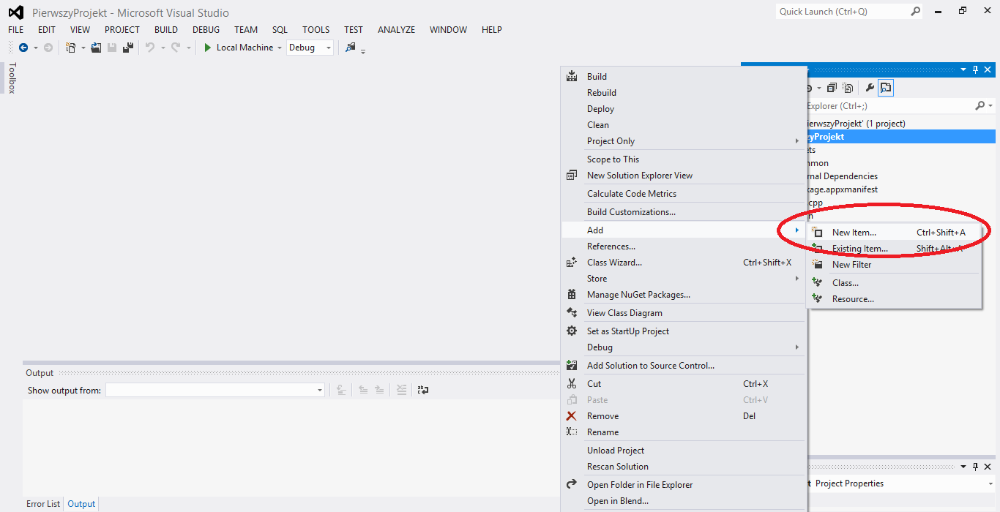 PierwszyProjekt - Microsoft Visual Studio
Quick Launch (Ctrl+Q)
FILE EDIT VIEW PROJECT BUILD DEBUG TEAM SQL TOOLS TEST ANALYZE WINDOW HELP
Local Machine Debug
Toolbox
Build
Rebuild
Deploy
Clean
Project Only
Scope to This
New Solution Explorer View
Calculate Code Metrics
Build Customizations...
Add
References...
Class Wizard... Ctrl+Shift+X
Store
Manage NuGet Packages...
View Class Diagram
Set as StartUp Project
Debug
Add Solution to Source Control...
Cut Ctrl+X
Paste Ctrl+V
Remove Del
Rename
Unload Project
Rescan Solution
Open Folder in File Explorer
Open in Blend...
Explorer (Ctrl+;)
ierwszyProjekt' (1 project)
zyProjekt
ets
nmon
rnal Dependencies
kage.appxmanifest
cpp
h
New Item... Ctrl+Shift+A
Existing Item... Shift+Alt+A
New Filter
Class...
Resource...
Output
Show output from:
Error List Output
t Project Properties